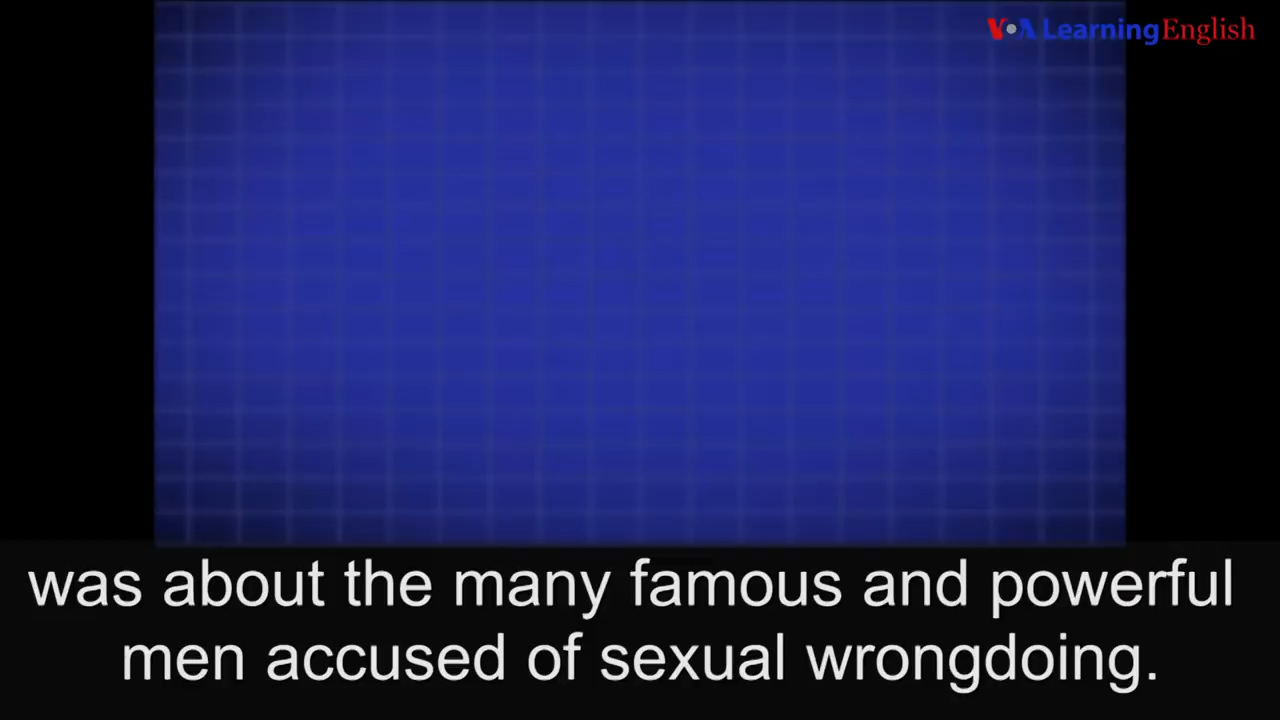 VOA Learning English
was about the many famous and powerful
men accused of sexual wrongdoing.